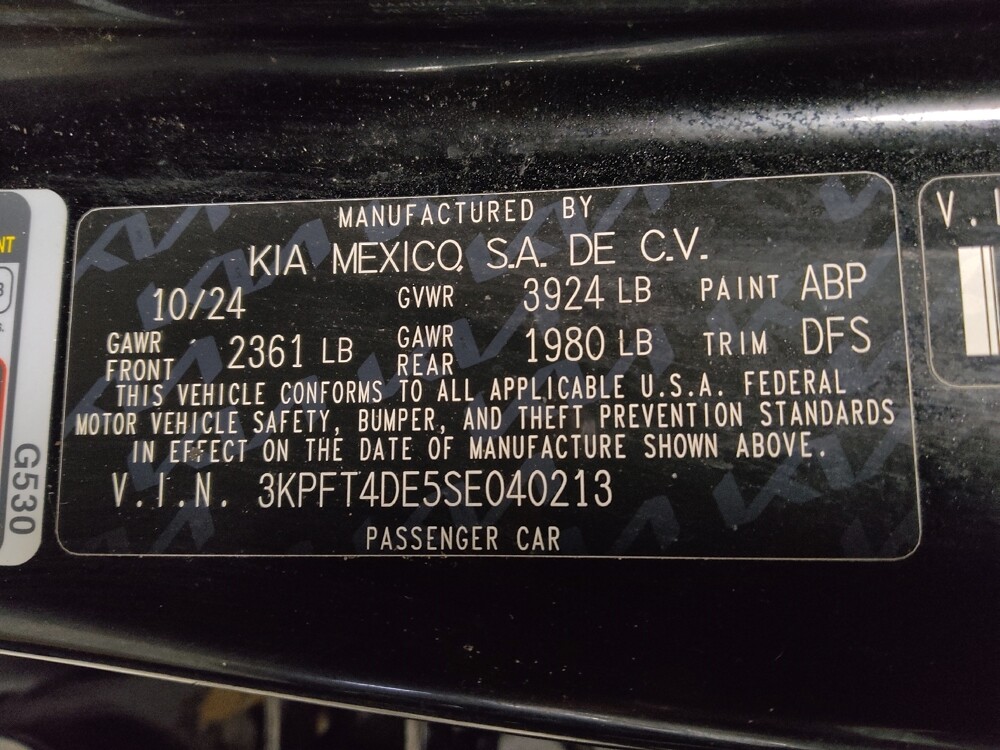 MANUFACTURED BY
KIA MEXICO, S.A. DE C.V.
10/24 GVWR 3924 LB PAINT ABP
GAWR FRONT 2361 LB GAWR REAR 1980 LB TRIM DFS
THIS VEHICLE CONFORMS TO ALL APPLICABLE U.S.A. FEDERAL
MOTOR VEHICLE SAFETY, BUMPER, AND THEFT PREVENTION STANDARDS
IN EFFECT ON THE DATE OF MANUFACTURE SHOWN ABOVE.
V.I.N. 3KPFT4DE5SE040213
PASSENGER CAR
NT
G530
V.